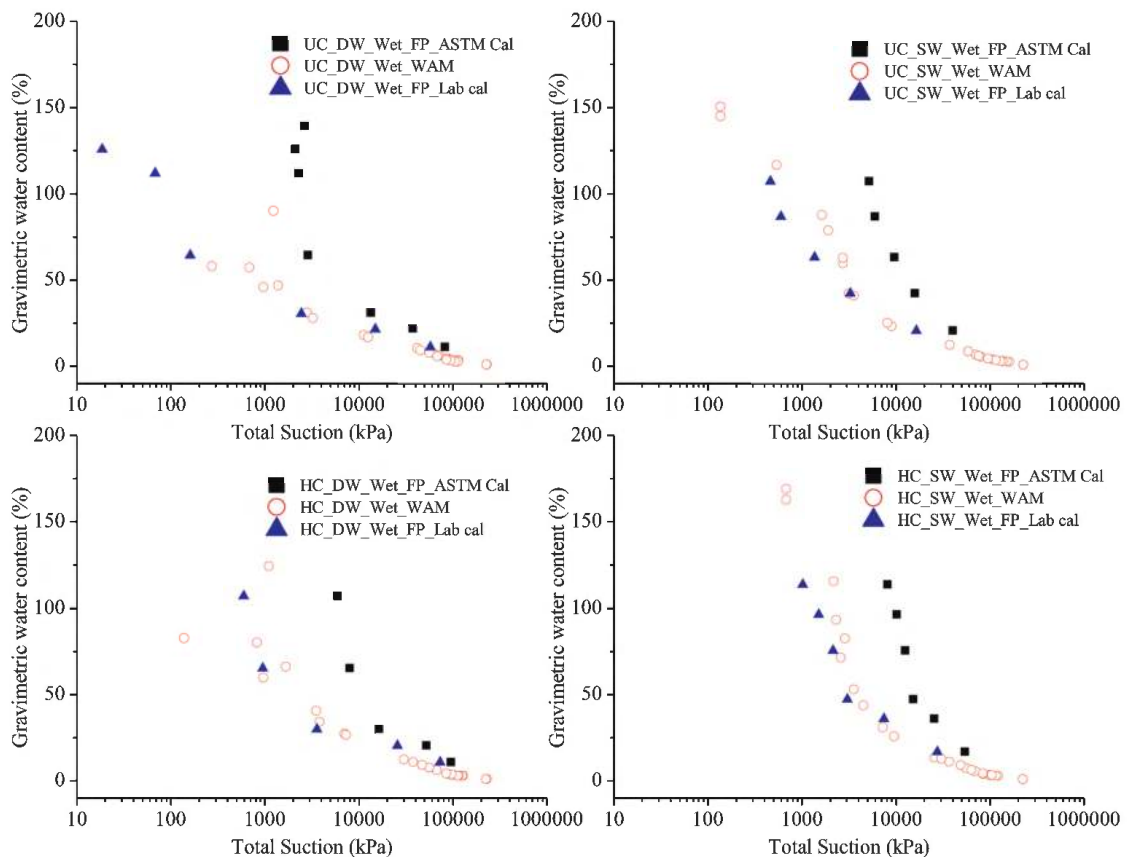 200
150
100
50
0
Gravimetric water content (%)
UC_DW_Wet_FP_ASTM Cal
UC_DW_Wet_WAM
UC_DW_Wet_FP_Lab cal
10 100 1000 10000 100000 1000000
Total Suction (kPa)
200
150
100
50
0
Gravimetric water content (%)
UC_SW_Wet_FP_ASTM Cal
UC_SW_Wet_WAM
UC_SW_Wet_FP_Lab cal
10 100 1000 10000 100000 1000000
Total Suction (kPa)
200
150
100
50
0
Gravimetric water content (%)
HC_DW_Wet_FP_ASTM Cal
HC_DW_Wet_WAM
HC_DW_Wet_FP_Lab cal
10 100 1000 10000 100000 1000000
Total Suction (kPa)
200
150
100
50
0
Gravimetric water content (%)
HC_SW_Wet_FP_ASTM Cal
HC_SW_Wet_WAM
HC_SW_Wet_FP_Lab cal
10 100 1000 10000 100000 1000000
Total Suction (kPa)